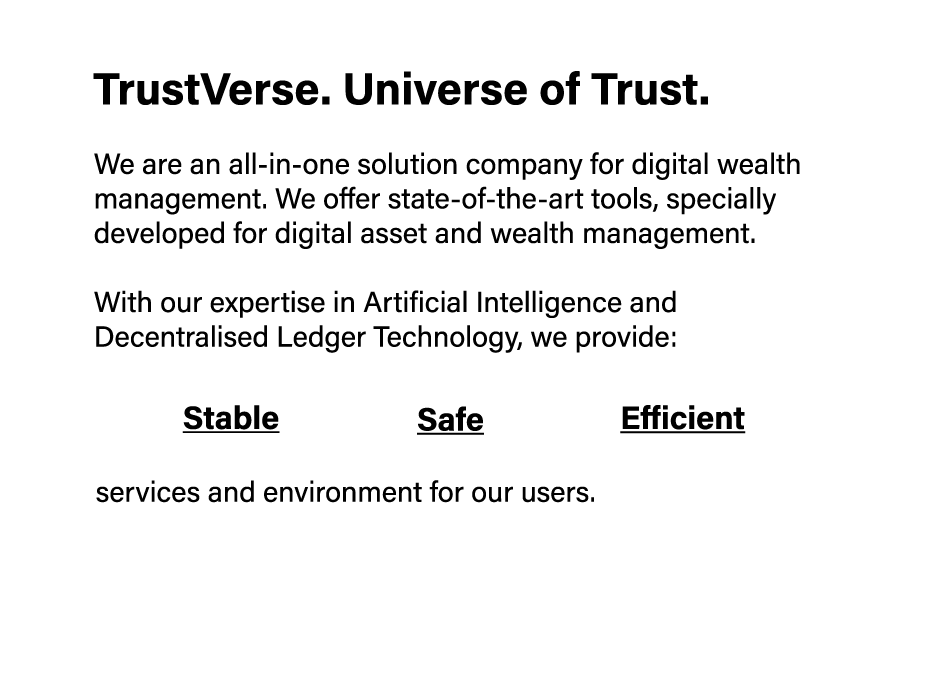 TrustVerse. Universe of Trust.
We are an all-in-one solution company for digital wealth
management. We offer state-of-the-art tools, specially
developed for digital asset and wealth management.
With our expertise in Artificial Intelligence and
Decentralised Ledger Technology, we provide:
Stable Safe Efficient
services and environment for our users.